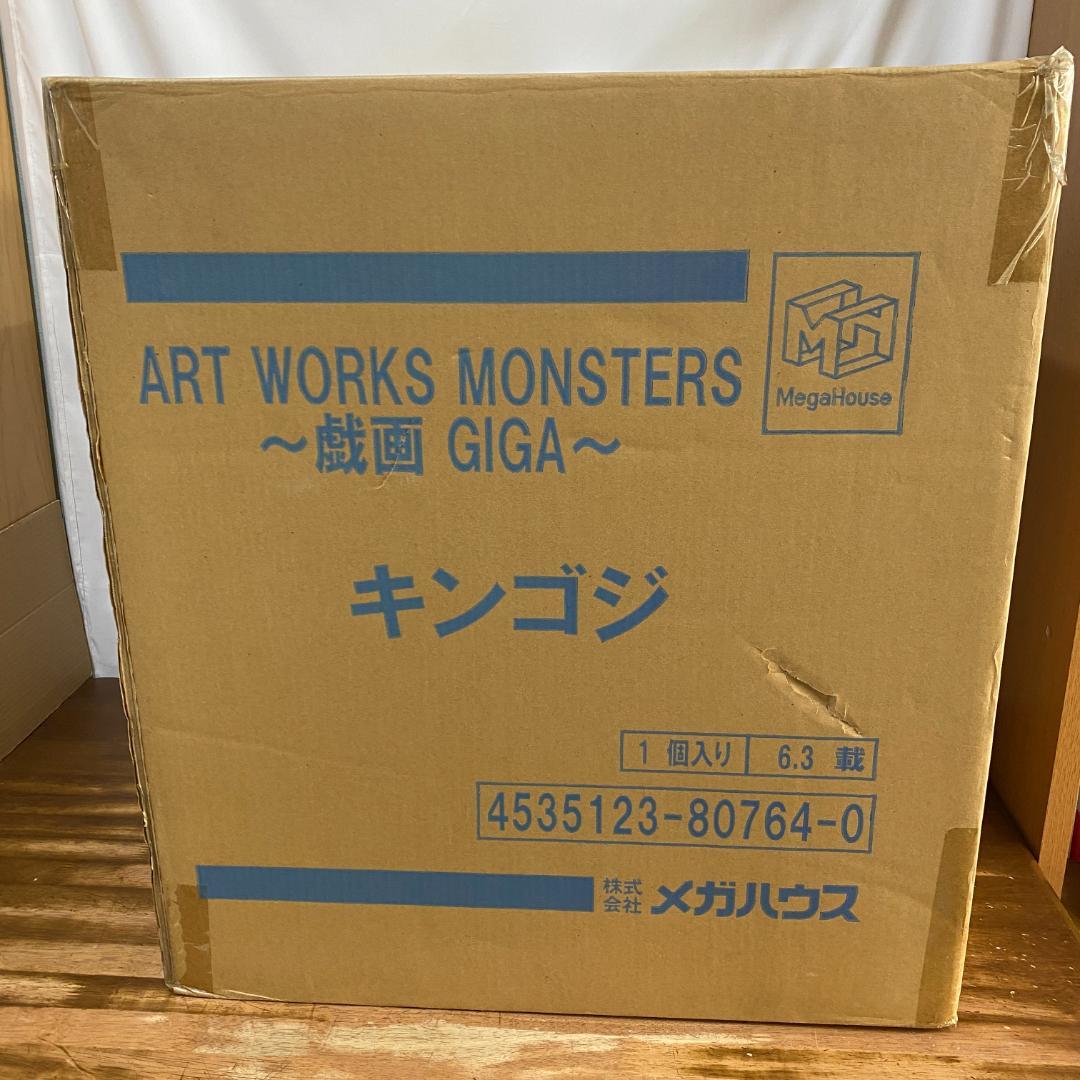 ART WORKS MONSTERS
～戯画 GIGA～
MegaHouse
キンゴジ
1 個入り 6.3 載
4535123-80764-0
株式会社 メガハウス